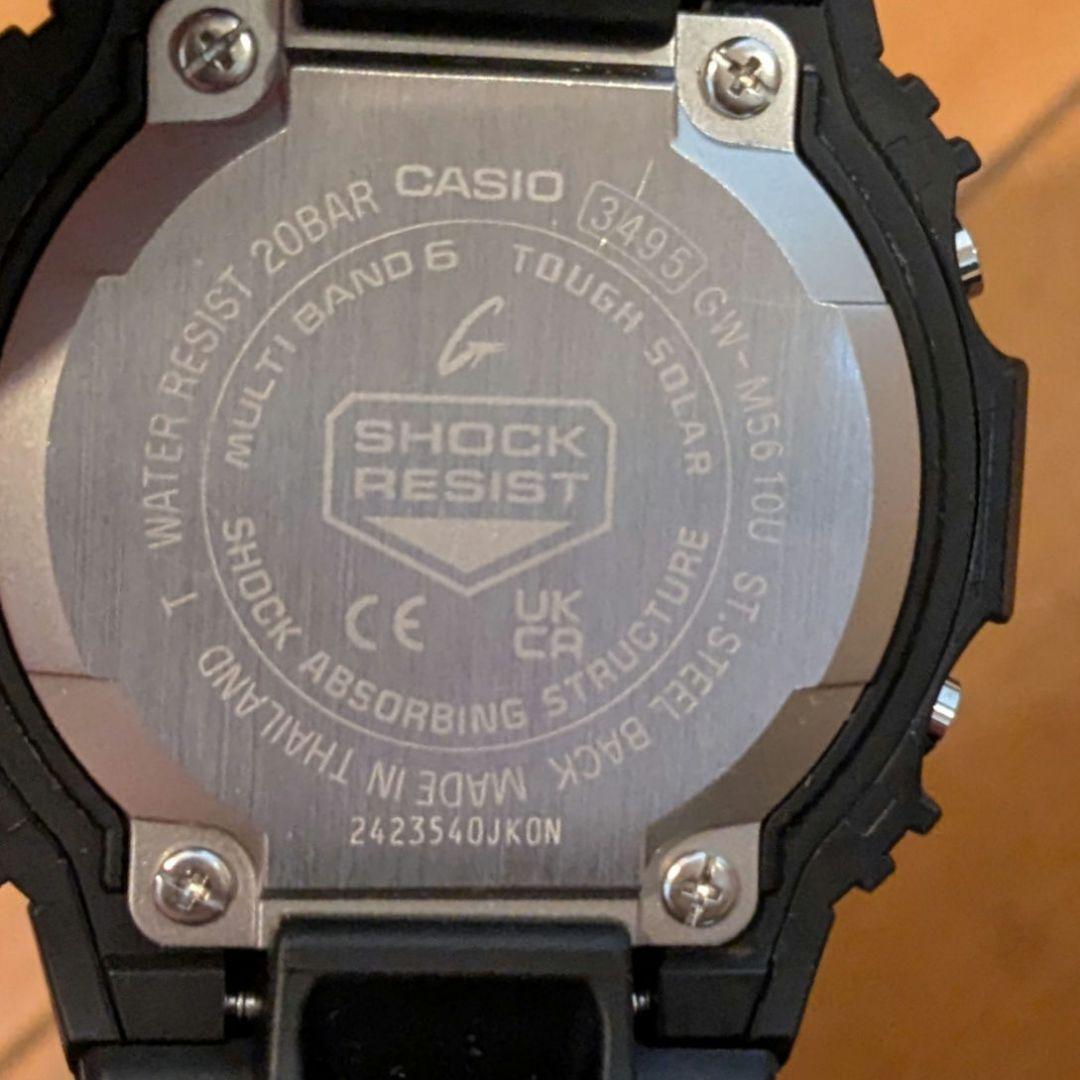 CASIO
3495
GW-M5610U
ST.STEEL BACK
MADE IN THAILAND
T
WATER RESIST 20BAR
MULTI BAND 6
TOUGH SOLAR
G
SHOCK
RESIST
CE
UK
CA
SHOCK ABSORBING STRUCTURE
2423540JK0N